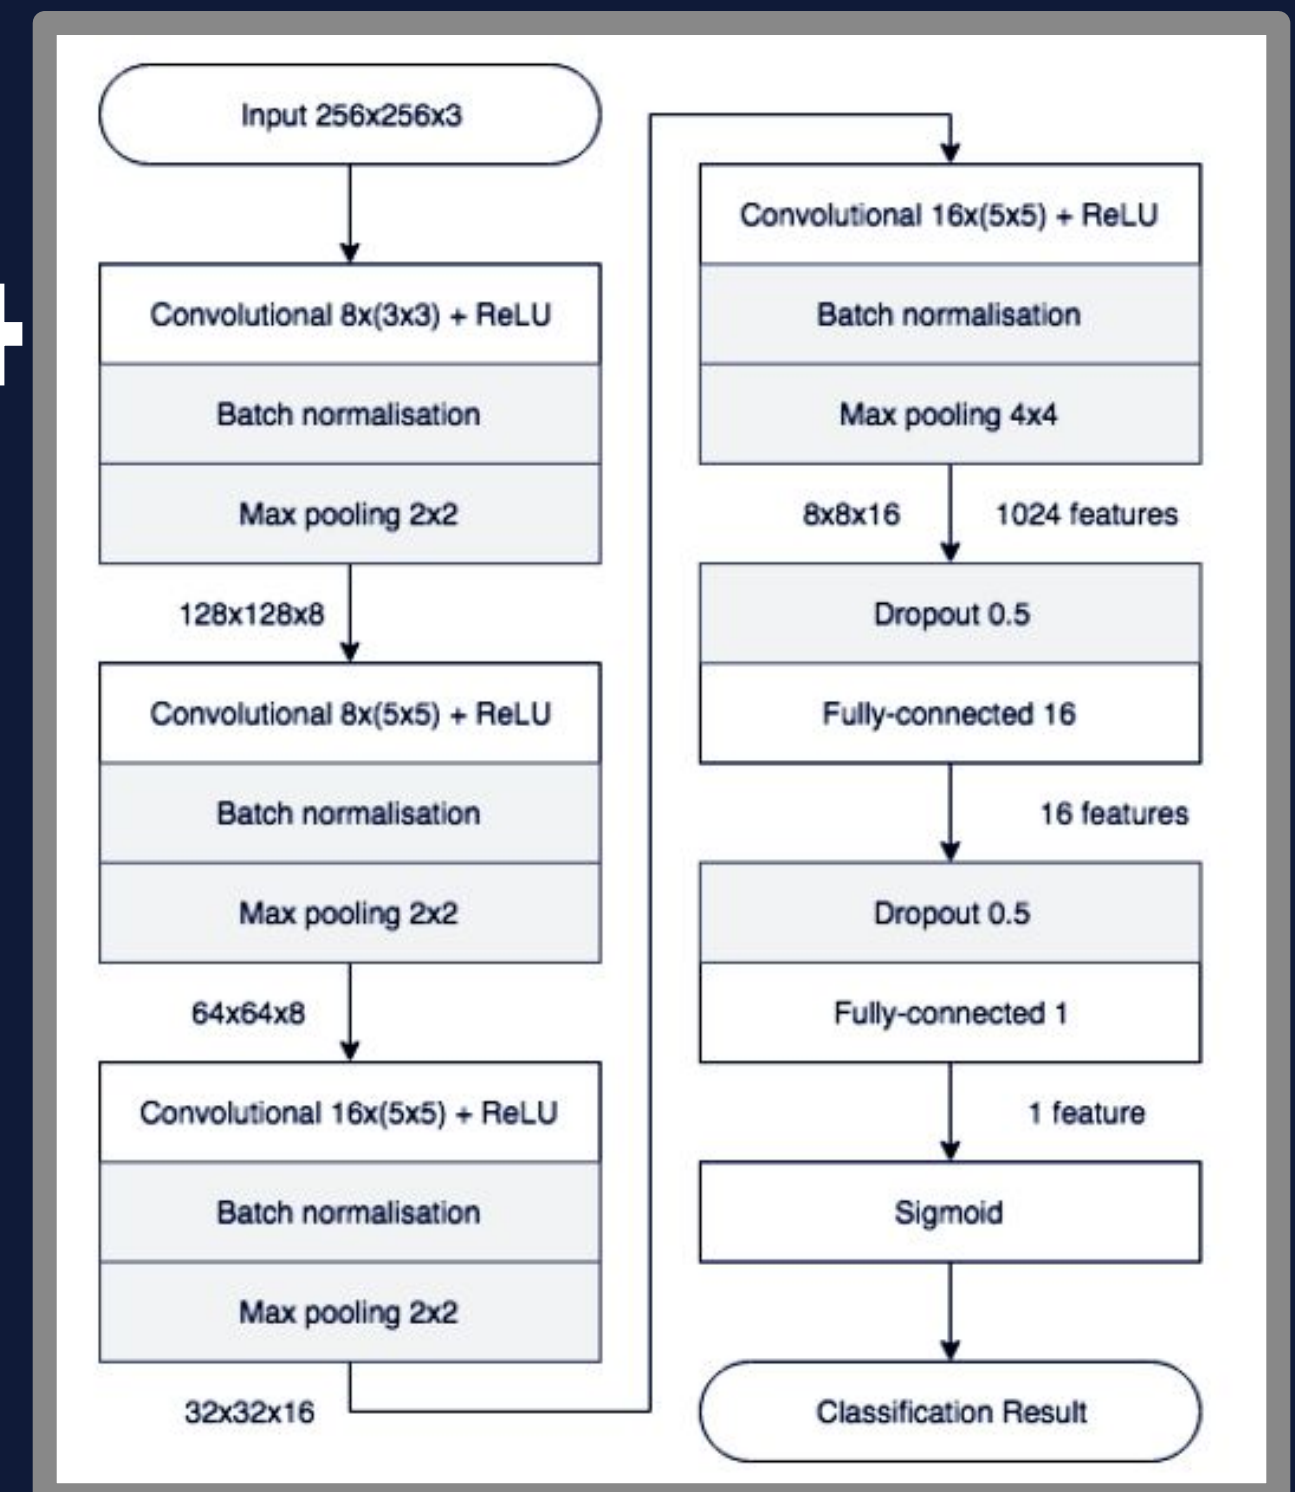 4
Input 256x256x3
Convolutional 8x(3x3) + ReLU
Batch normalisation
Max pooling 2x2
128x128x8
Convolutional 8x(5x5) + ReLU
Batch normalisation
Max pooling 2x2
64x64x8
Convolutional 16x(5x5) + ReLU
Batch normalisation
Max pooling 2x2
32x32x16
Convolutional 16x(5x5) + ReLU
Batch normalisation
Max pooling 4x4
8x8x16 1024 features
Dropout 0.5
Fully-connected 16
16 features
Dropout 0.5
Fully-connected 1
1 feature
Sigmoid
Classification Result